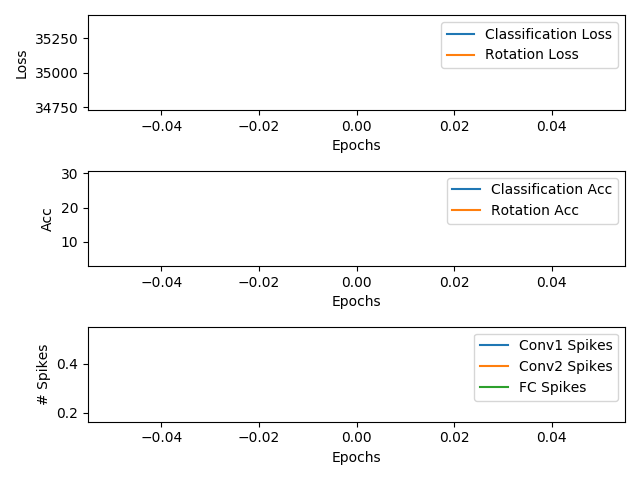 35250
35000
34750
Loss
Classification Loss
Rotation Loss
−0.04 −0.02 0.00 0.02 0.04
Epochs
30
20
10
Acc
Classification Acc
Rotation Acc
−0.04 −0.02 0.00 0.02 0.04
Epochs
0.4
0.2
# Spikes
Conv1 Spikes
Conv2 Spikes
FC Spikes
−0.04 −0.02 0.00 0.02 0.04
Epochs